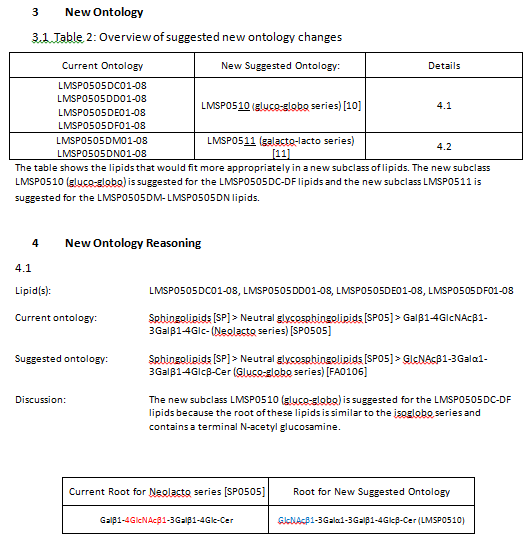 3 New Ontology
3.1 Table 2: Overview of suggested new ontology changes
Current Ontology New Suggested Ontology: Details
LMSP0505DC01-08
LMSP0505DD01-08
LMSP0505DE01-08
LMSP0505DF01-08
LMSP0510 (gluco-globo series) [10] 4.1
LMSP0505DM01-08
LMSP0505DN01-08
LMSP0511 (galacto-lacto series)
[11]
4.2
The table shows the lipids that would fit more appropriately in a new subclass of lipids. The new subclass
LMSP0510 (gluco-globo) is suggested for the LMSP0505DC-DF lipids and the new subclass LMSP0511 is
suggested for the LMSP0505DM- LMSP0505DN lipids.
4 New Ontology Reasoning
4.1
Lipid(s): LMSP0505DC01-08, LMSP0505DD01-08, LMSP0505DE01-08, LMSP0505DF01-08
Current ontology: Sphingolipids [SP] > Neutral glycosphingolipids [SP05] > Galβ1-4GlcNAcβ1-
3Galβ1-4Glc- (Neolacto series) [SP0505]
Suggested ontology: Sphingolipids [SP] > Neutral glycosphingolipids [SP05] > GlcNAcβ1-3Galα1-
3Galβ1-4Glcβ-Cer (Gluco-globo series) [FA0106]
Discussion: The new subclass LMSP0510 (gluco-globo) is suggested for the LMSP0505DC-DF
lipids because the root of these lipids is similar to the isoglobo series and
contains a terminal N-acetyl glucosamine.
Current Root for Neolacto series [SP0505] Root for New Suggested Ontology
Galβ1-4GlcNAcβ1-3Galβ1-4Glc-Cer GlcNAcβ1-3Galα1-3Galβ1-4Glcβ-Cer (LMSP0510)